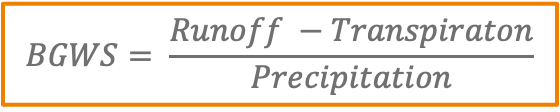 BGWS = Runoff − Transpiraton
Precipitation